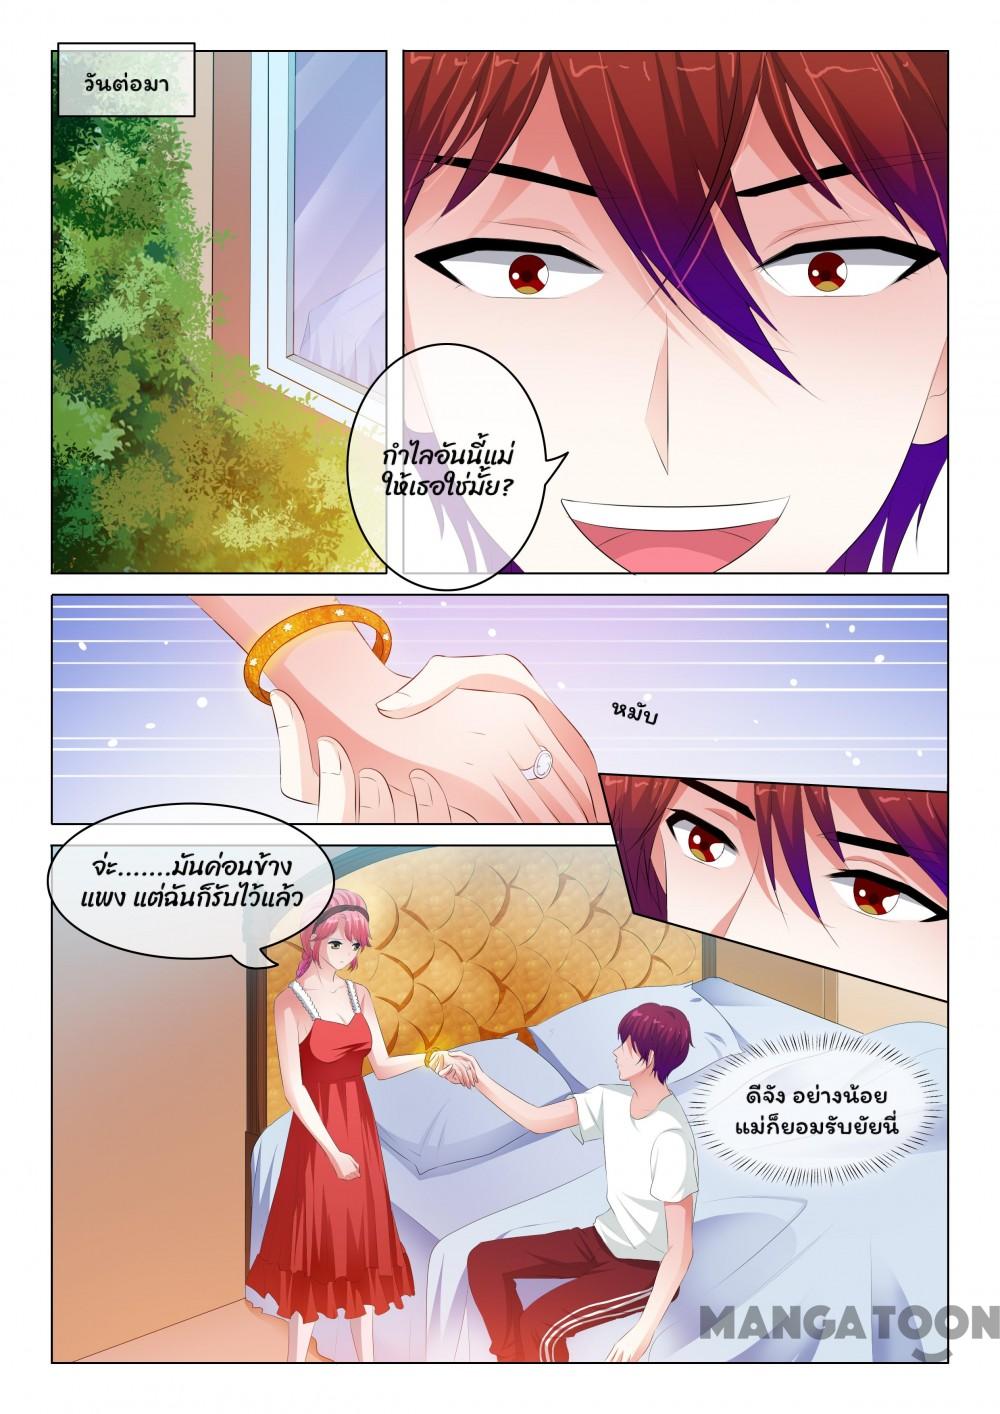 วันต่อมา
กำไลอันนี้แม่
ให้เธอใช่มั้ย?
หมับ
จ่ะ.......มันค่อนข้าง
แพง แต่ฉันก็รับไว้แล้ว
ดีจัง อย่างน้อย
แม่ก็ยอมรับยัยนี่
MANGATOON